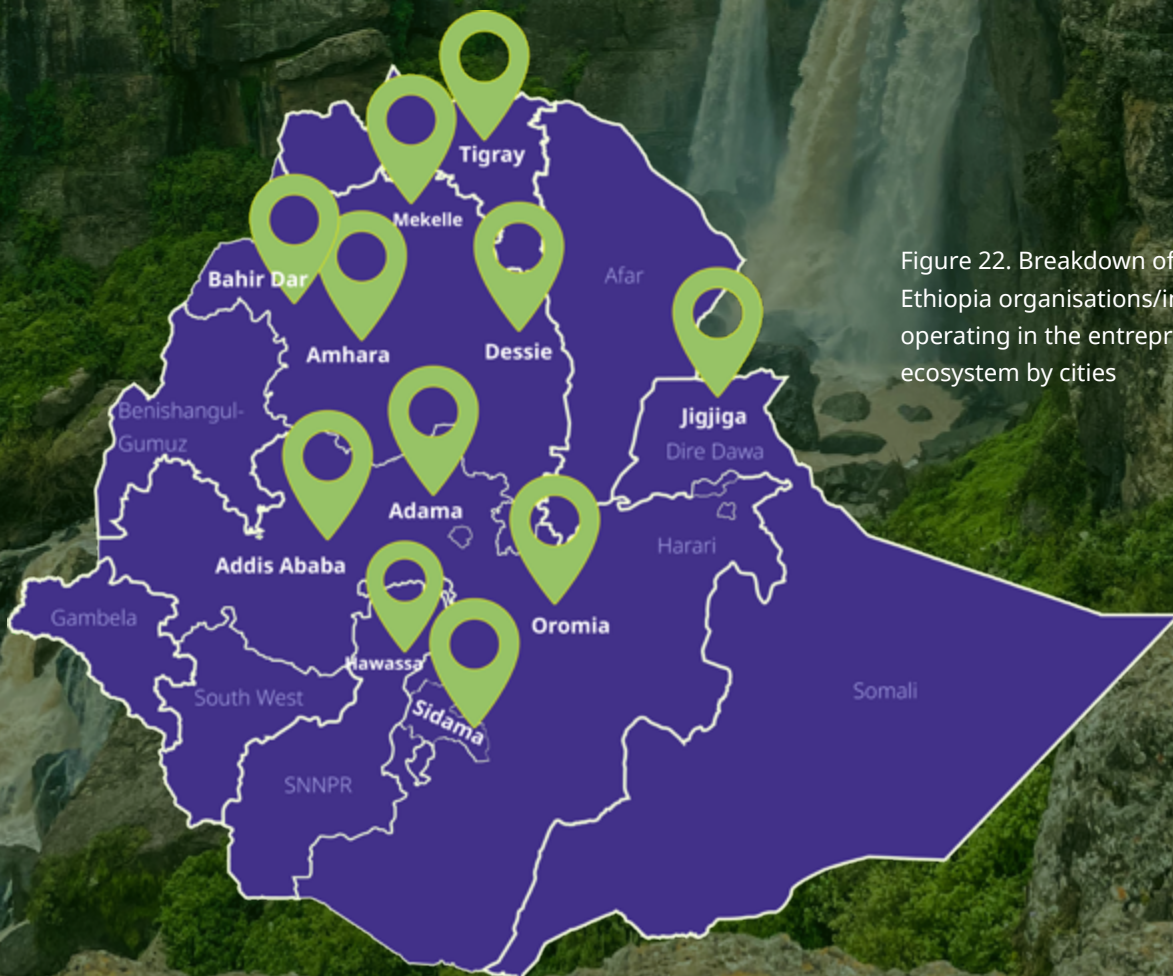 Tigray
Mekelle
Bahir Dar
Afar
Amhara
Dessie
Figure 22. Breakdown of
Ethiopia organisations/i
operating in the entrepr
ecosystem by cities
Benishangul-
Gumuz
Jigjiga
Dire Dawa
Adama
Addis Ababa
Harari
Gambela
Oromia
Hawassa
South West
Sidama
Somali
SNNPR